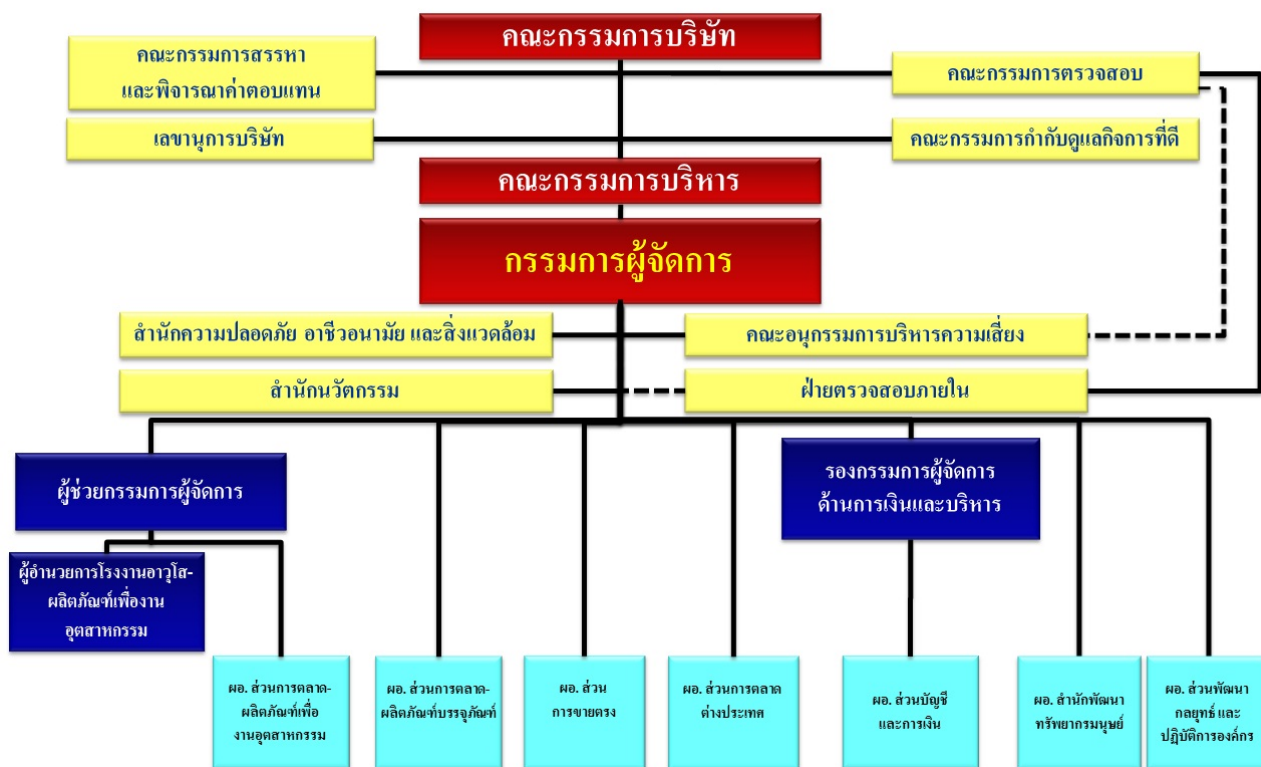 คณะกรรมการบริษัท
คณะกรรมการสรรหา
และพิจารณาค่าตอบแทน
คณะกรรมการตรวจสอบ
เลขานุการบริษัท
คณะกรรมการกำกับดูแลกิจการที่ดี
คณะกรรมการบริหาร
กรรมการผู้จัดการ
สำนักความปลอดภัย อาชีวอนามัย และสิ่งแวดล้อม
คณะอนุกรรมการบริหารความเสี่ยง
สำนักนวัตกรรม
ฝ่ายตรวจสอบภายใน
ผู้ช่วยกรรมการผู้จัดการ
รองกรรมการผู้จัดการ
ด้านการเงินและบริหาร
ผู้อำนวยการโรงงานอาวุโส-
ผลิตภัณฑ์เพื่องาน
อุตสาหกรรม
ผอ. ส่วนการตลาด-
ผลิตภัณฑ์เพื่อ
งานอุตสาหกรรม
ผอ. ส่วนการตลาด-
ผลิตภัณฑ์บรรจุภัณฑ์
ผอ. ส่วน
การขายตรง
ผอ. ส่วนการตลาด
ต่างประเทศ
ผอ. ส่วนบัญชี
และการเงิน
ผอ. สำนักพัฒนา
ทรัพยากรมนุษย์
ผอ. ส่วนพัฒนา
กลยุทธ์ และ
ปฏิบัติการองค์กร